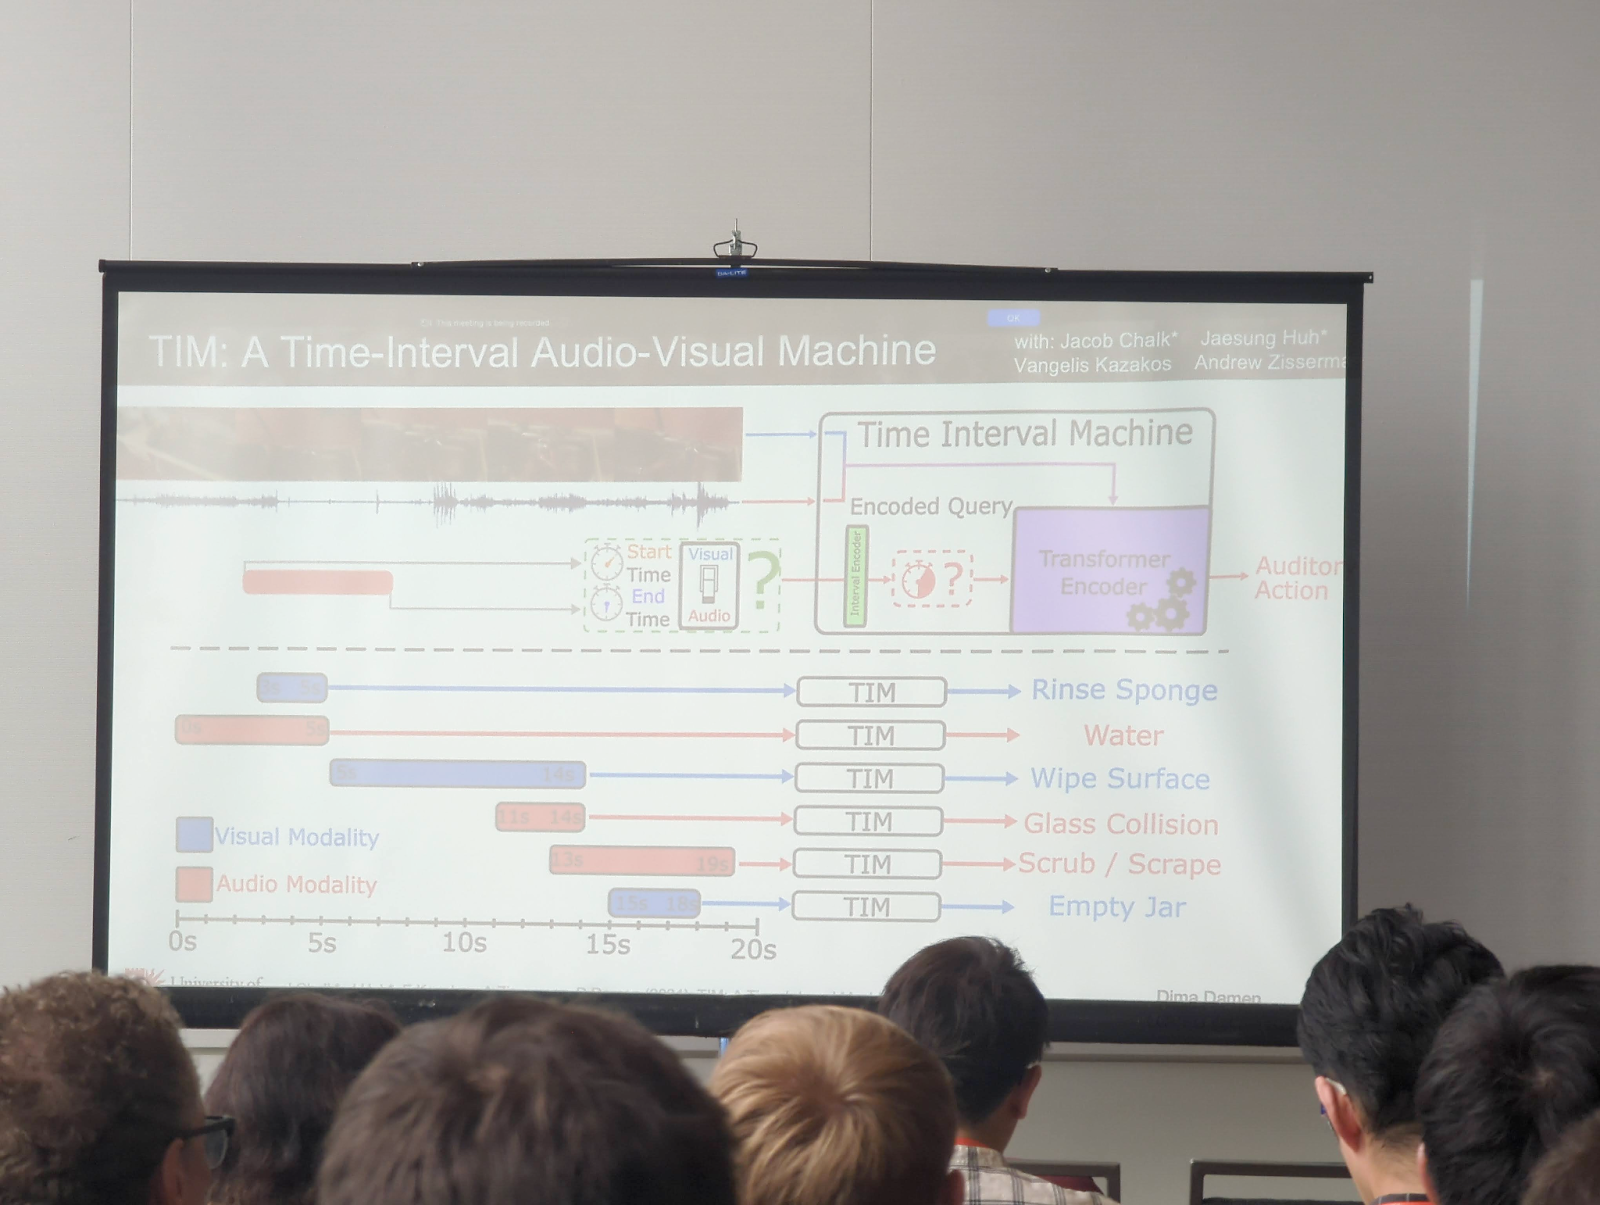 DA-LITE
This meeting is being recorded
OK
TIM: A Time-Interval Audio-Visual Machine
with: Jacob Chalk* Jaesung Huh*
Vangelis Kazakos Andrew Zisserma
Time Interval Machine
Encoded Query
Interval Encoder
Start
Time
End
Time
Visual
Audio
?
?
Transformer
Encoder
Auditor
Action
3s 5s
TIM
Rinse Sponge
0s 5s
TIM
Water
5s 14s
TIM
Wipe Surface
11s 14s
TIM
Glass Collision
13s 19s
TIM
Scrub / Scrape
15s 18s
TIM
Empty Jar
Visual Modality
Audio Modality
0s 5s 10s 15s 20s
University of
Dima Damen